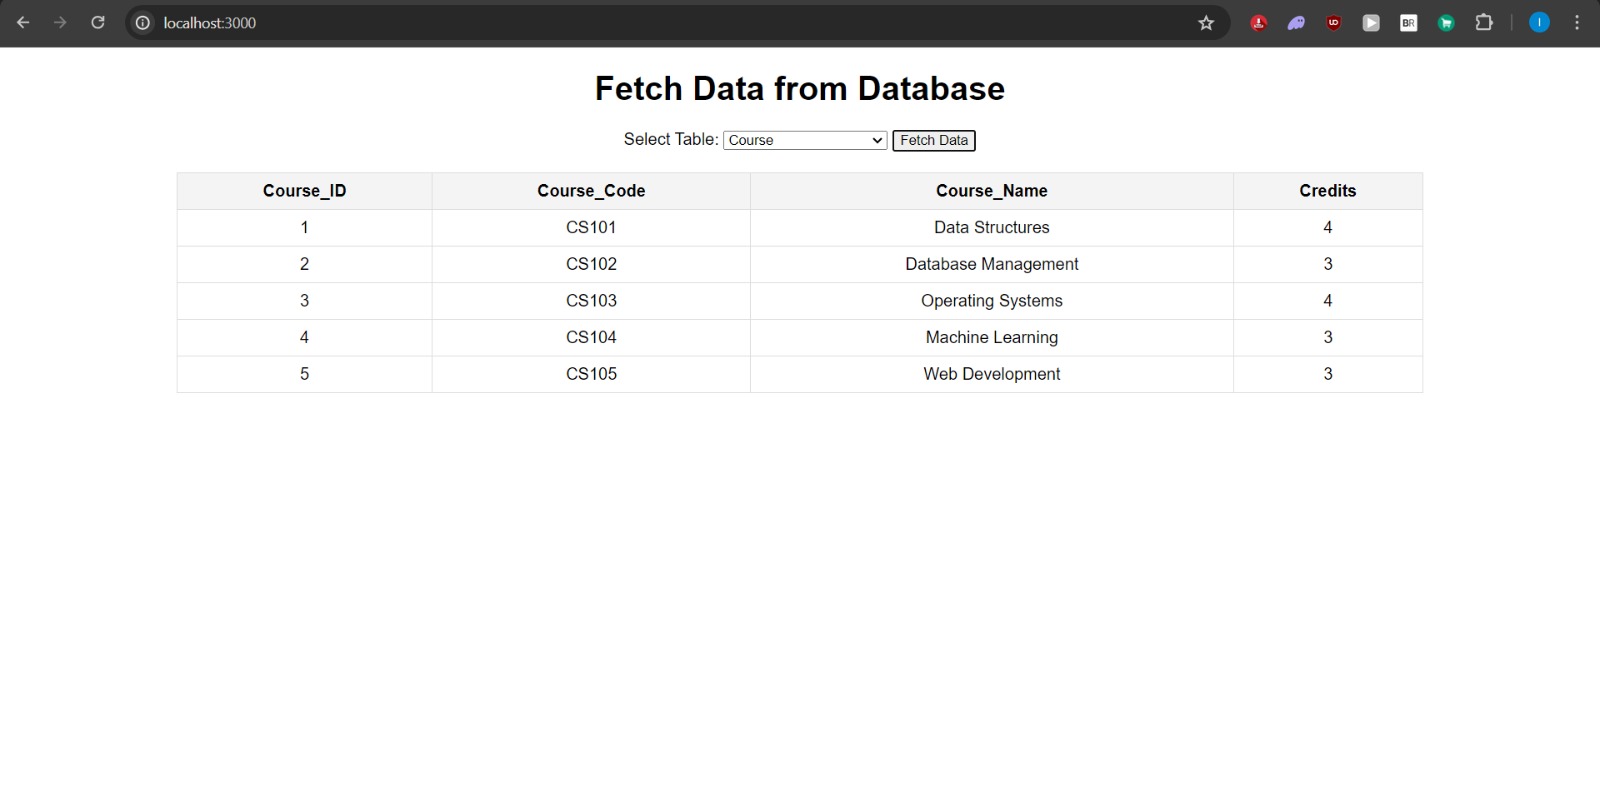 localhost:3000
BR
I
Fetch Data from Database
Select Table: Course Fetch Data
Course_ID Course_Code Course_Name Credits
1 CS101 Data Structures 4
2 CS102 Database Management 3
3 CS103 Operating Systems 4
4 CS104 Machine Learning 3
5 CS105 Web Development 3